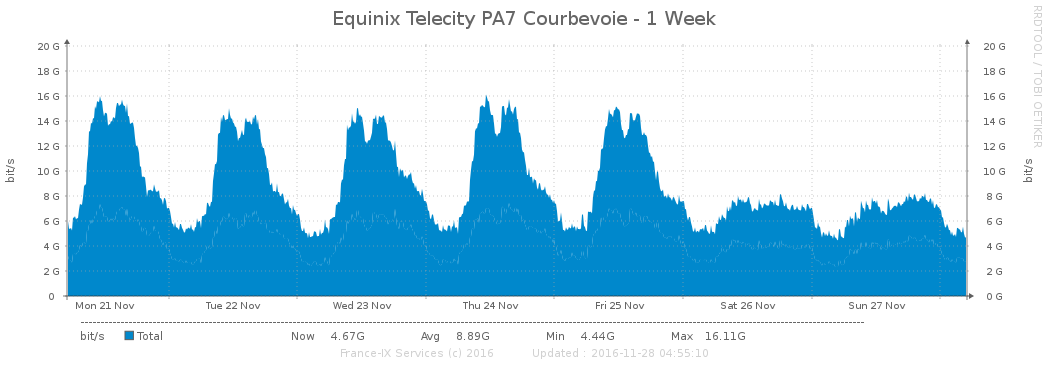 Equinix Telecity PA7 Courbevoie - 1 Week
RRDTOOL / TOBI OETIKER
bit/s
bit/s
20 G 20 G
18 G 18 G
16 G 16 G
14 G 14 G
12 G 12 G
10 G 10 G
8 G 8 G
6 G 6 G
4 G 4 G
2 G 2 G
0 0 G
Mon 21 Nov Tue 22 Nov Wed 23 Nov Thu 24 Nov Fri 25 Nov Sat 26 Nov Sun 27 Nov
bit/s Total Now 4.67G Avg 8.89G Min 4.44G Max 16.11G
France-IX Services (c) 2016 Updated : 2016-11-28 04:55:10